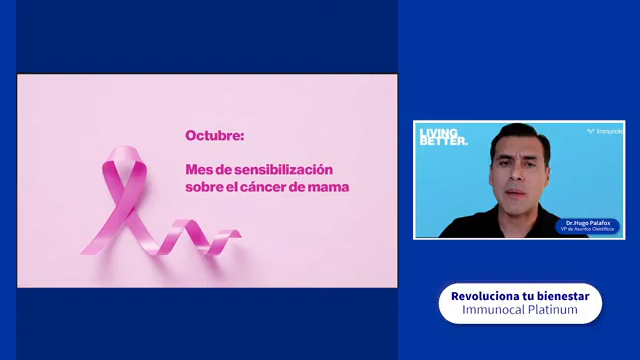 Octubre:
Mes de sensibilización
sobre el cáncer de mama
LIVING
BETTER.
Dr.Hugo Palafox
VP de Asuntos Científicos
Revoluciona tu bienestar
Immunocal Platinum